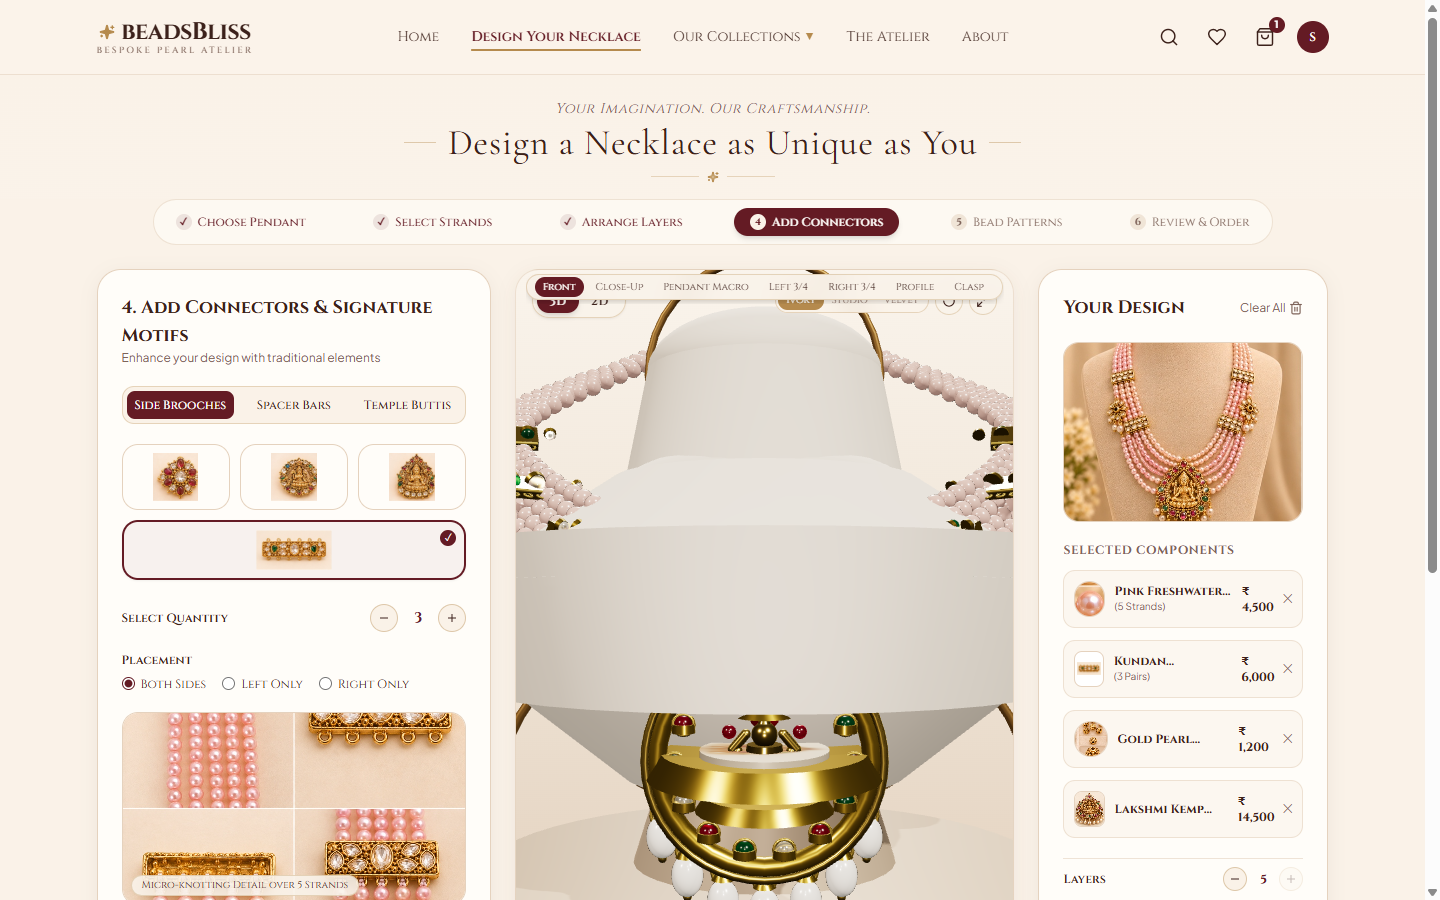 BEADSBLISS
BESPOKE PEARL ATELIER
HOME
DESIGN YOUR NECKLACE
OUR COLLECTIONS ▼
THE ATELIER
ABOUT
1
S
YOUR IMAGINATION. OUR CRAFTSMANSHIP.
Design a Necklace as Unique as You
✓ CHOOSE PENDANT
✓ SELECT STRANDS
✓ ARRANGE LAYERS
4 ADD CONNECTORS
5 BEAD PATTERNS
6 REVIEW & ORDER
4. ADD CONNECTORS & SIGNATURE
MOTIFS
Enhance your design with traditional elements
SIDE BROOCHES
SPACER BARS
TEMPLE BUTTIS
SELECT QUANTITY
− 3 +
PLACEMENT
BOTH SIDES
LEFT ONLY
RIGHT ONLY
MICRO-KNOTTING DETAIL OVER 5 STRANDS
FRONT
CLOSE-UP
PENDANT MACRO
LEFT 3/4
RIGHT 3/4
PROFILE
CLASP
3D
2D
IVORY
STUDIO
VELVET
YOUR DESIGN
Clear All
SELECTED COMPONENTS
PINK FRESHWATER...
(5 Strands)
₹
4,500
KUNDAN...
(3 Pairs)
₹
6,000
GOLD PEARL...
₹
1,200
LAKSHMI KEMP...
₹
14,500
LAYERS
− 5 +